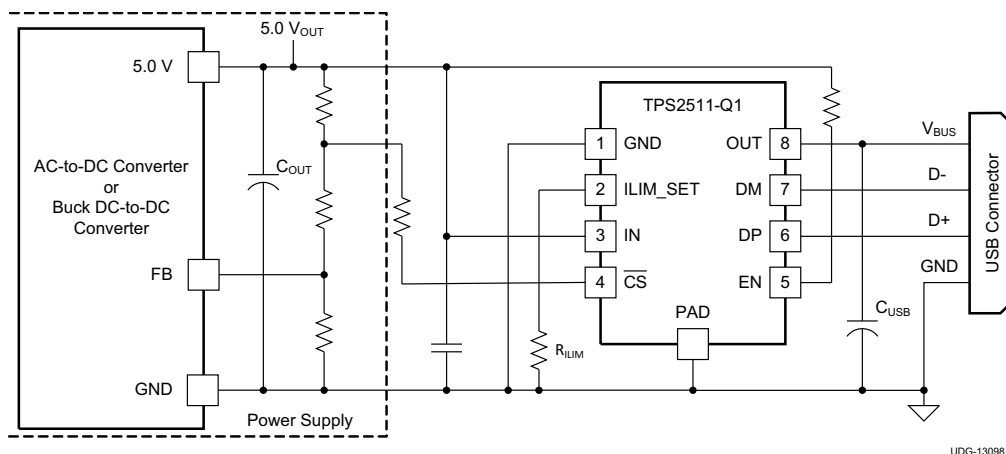 5.0 VOUT
5.0 V
AC-to-DC Converter
or
Buck DC-to-DC
Converter
COUT
FB
GND
Power Supply
TPS2511-Q1
1 GND
2 ILIM_SET
3 IN
4 CS
OUT 8
DM 7
DP 6
EN 5
PAD
RILIM
VBUS
D-
D+
GND
CUSB
USB Connector
UDG-13098